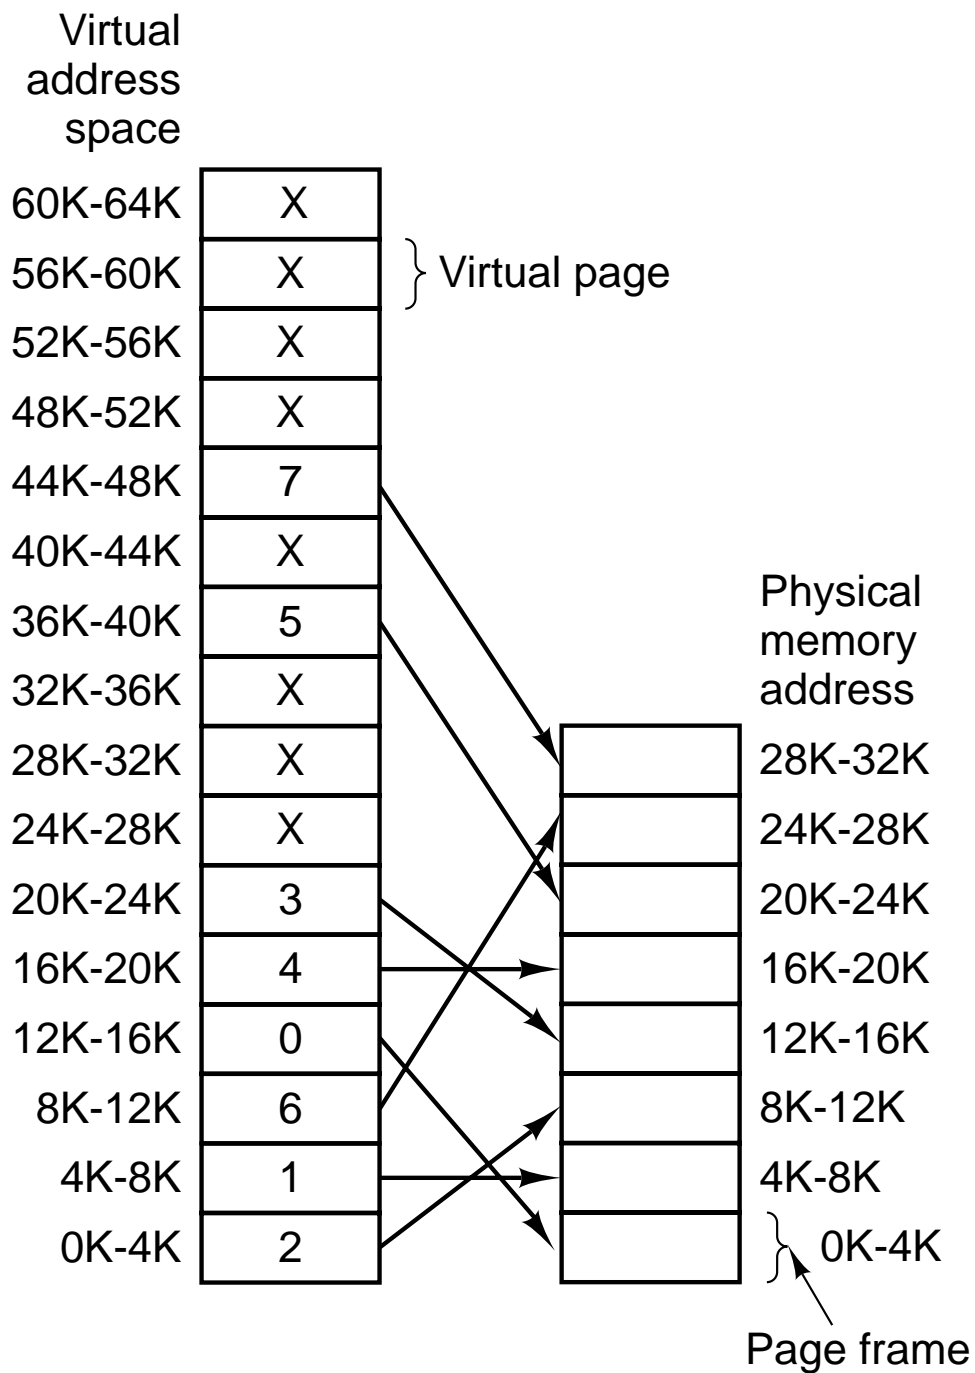 Virtual
address
space
60K-64K X
56K-60K X Virtual page
52K-56K X
48K-52K X
44K-48K 7
40K-44K X
36K-40K 5
32K-36K X
28K-32K X
24K-28K X
20K-24K 3
16K-20K 4
12K-16K 0
8K-12K 6
4K-8K 1
0K-4K 2
Physical
memory
address
28K-32K
24K-28K
20K-24K
16K-20K
12K-16K
8K-12K
4K-8K
0K-4K
Page frame